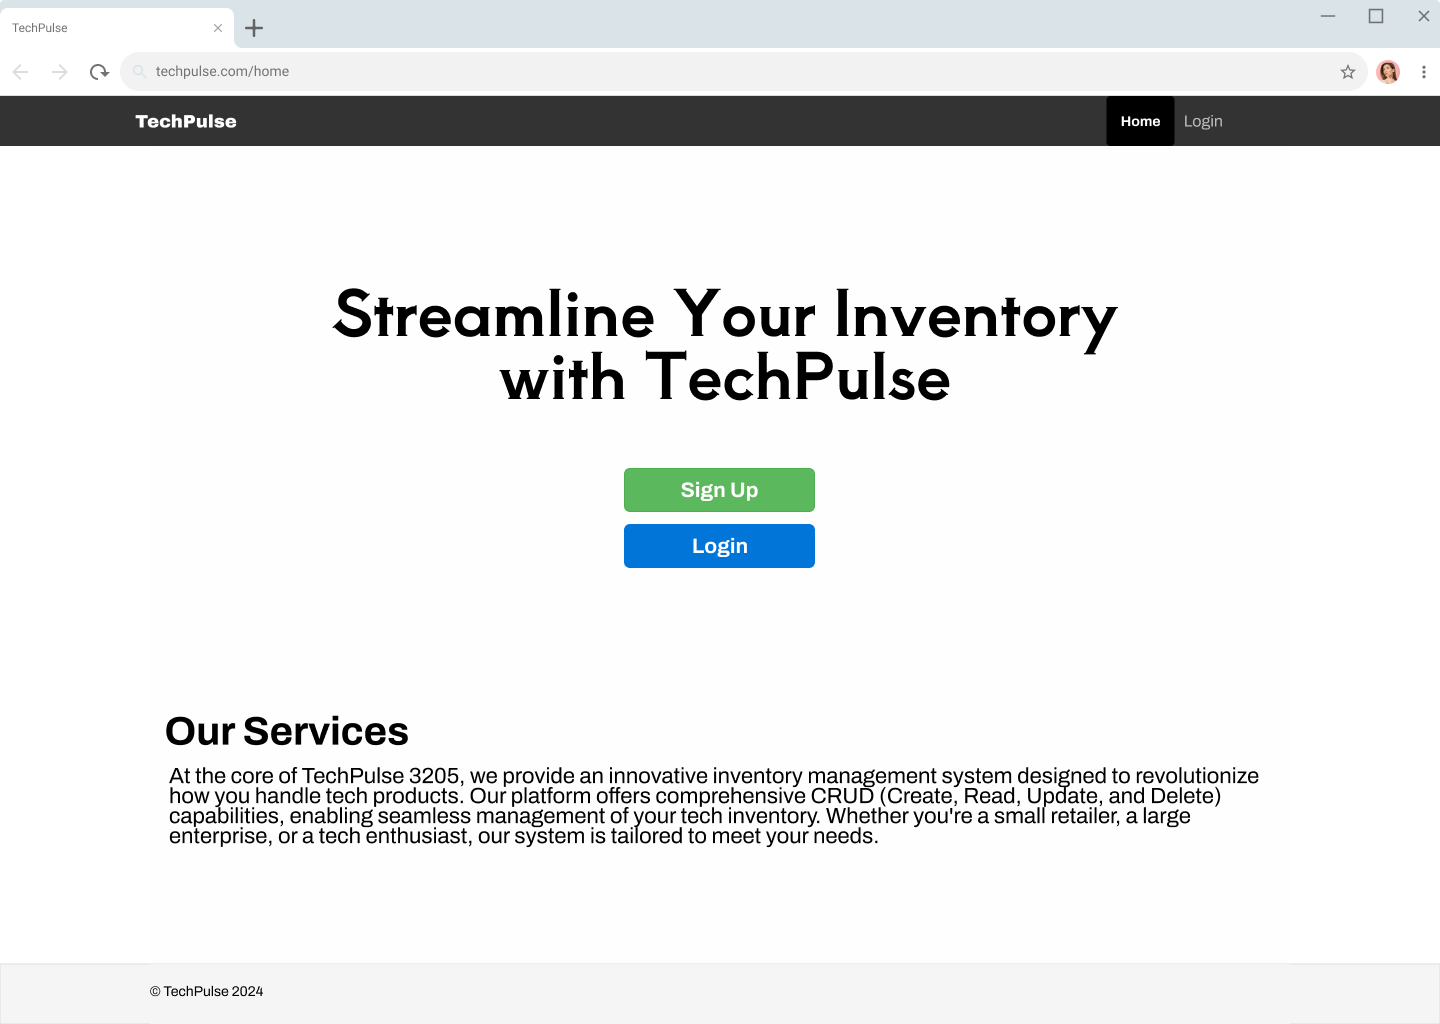 TechPulse
techpulse.com/home
TechPulse
Home
Login
Streamline Your Inventory
with TechPulse
Sign Up
Login
Our Services
At the core of TechPulse 3205, we provide an innovative inventory management system designed to revolutionize
how you handle tech products. Our platform offers comprehensive CRUD (Create, Read, Update, and Delete)
capabilities, enabling seamless management of your tech inventory. Whether you're a small retailer, a large
enterprise, or a tech enthusiast, our system is tailored to meet your needs.
© TechPulse 2024